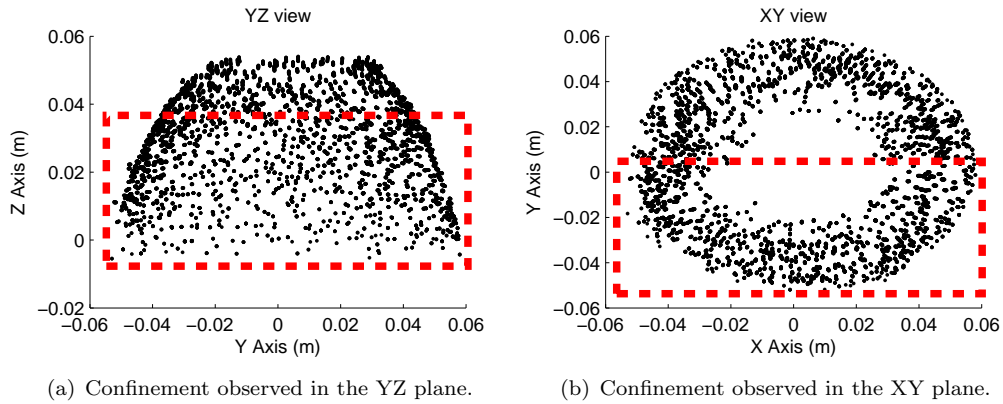 YZ view
0.06
0.04
0.02
0
−0.02
Z Axis (m)
−0.06 −0.04 −0.02 0 0.02 0.04 0.06
Y Axis (m)
(a) Confinement observed in the YZ plane.
XY view
0.06
0.04
0.02
0
−0.02
−0.04
−0.06
Y Axis (m)
−0.06 −0.04 −0.02 0 0.02 0.04 0.06
X Axis (m)
(b) Confinement observed in the XY plane.